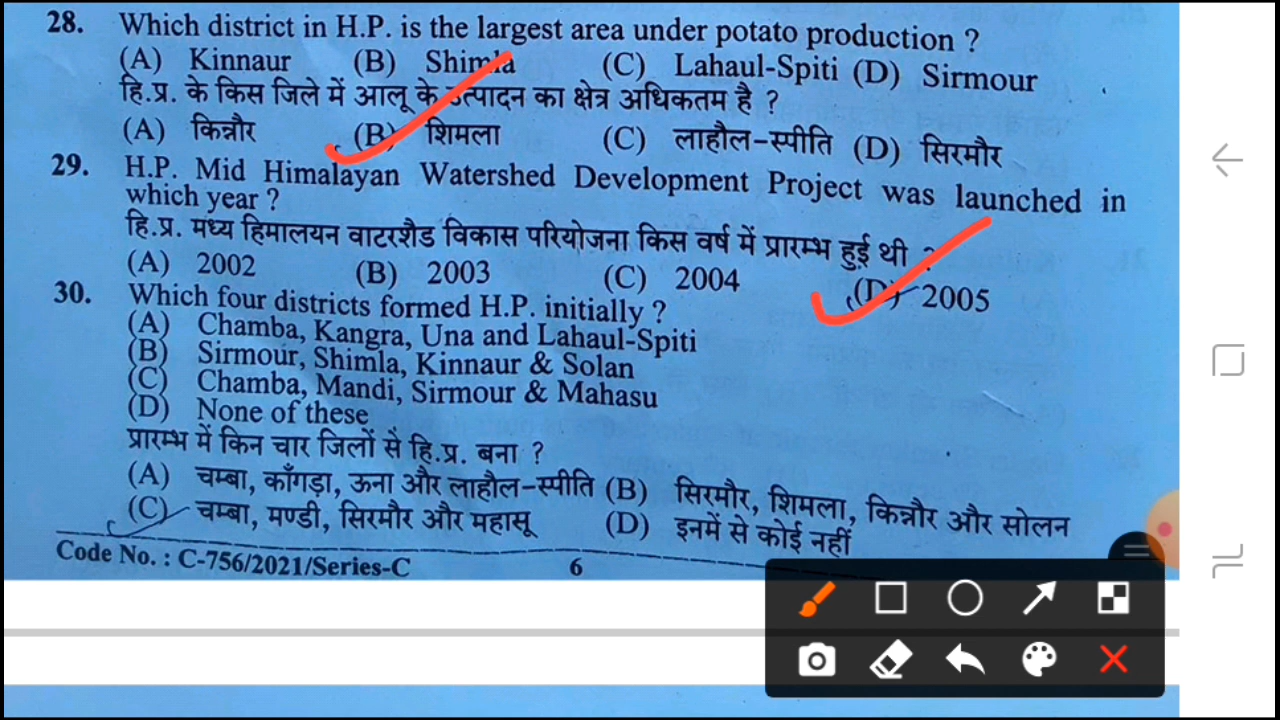 28. Which district in H.P. is the largest area under potato production ?
(A) Kinnaur (B) Shimla (C) Lahaul-Spiti (D) Sirmour
हि.प्र. के किस जिले में आलू के उत्पादन का क्षेत्र अधिकतम है ?
(A) किन्नौर (B) शिमला (C) लाहौल-स्पीति (D) सिरमौर
29. H.P. Mid Himalayan Watershed Development Project was launched in
which year ?
हि.प्र. मध्य हिमालयन वाटरशैड विकास परियोजना किस वर्ष में प्रारम्भ हुई थी ?
(A) 2002 (B) 2003 (C) 2004 (D) 2005
30. Which four districts formed H.P. initially ?
(A) Chamba, Kangra, Una and Lahaul-Spiti
(B) Sirmour, Shimla, Kinnaur & Solan
(C) Chamba, Mandi, Sirmour & Mahasu
(D) None of these
प्रारम्भ में किन चार जिलों से हि.प्र. बना ?
(A) चम्बा, काँगड़ा, ऊना और लाहौल-स्पीति (B) सिरमौर, शिमला, किन्नौर और सोलन
(C) चम्बा, मण्डी, सिरमौर और महासू (D) इनमें से कोई नहीं
Code No. : C-756/2021/Series-C 6